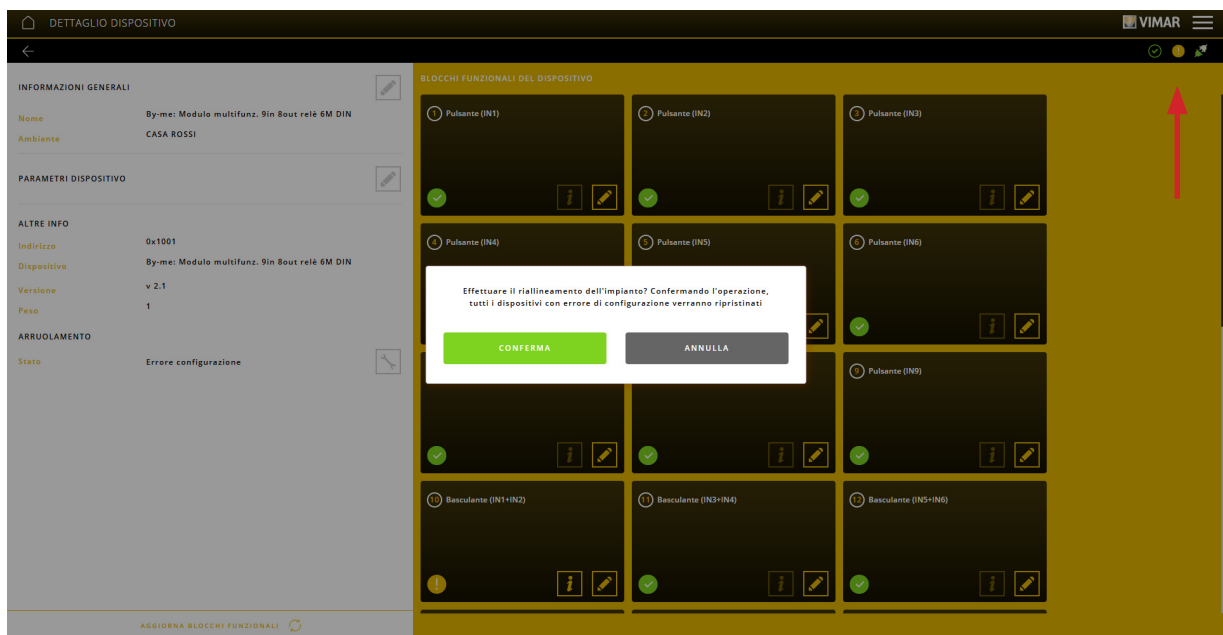 DETTAGLIO DISPOSITIVO
VIMAR
INFORMAZIONI GENERALI
Nome By-me: Modulo multifunz. 9in 8out relè 6M DIN
Ambiente CASA ROSSI
PARAMETRI DISPOSITIVO
ALTRE INFO
Indirizzo 0x1001
Dispositivo By-me: Modulo multifunz. 9in 8out relè 6M DIN
Versione v 2.1
Peso 1
ARRUOLAMENTO
Stato Errore configurazione
AGGIORNA BLOCCHI FUNZIONALI
BLOCCHI FUNZIONALI DEL DISPOSITIVO
1 Pulsante (IN1)
2 Pulsante (IN2)
3 Pulsante (IN3)
4 Pulsante (IN4)
5 Pulsante (IN5)
6 Pulsante (IN6)
Effettuare il riallineamento dell'impianto? Confermando l'operazione,
tutti i dispositivi con errore di configurazione verranno ripristinati
CONFERMA
ANNULLA
9 Pulsante (IN9)
10 Basculante (IN1+IN2)
11 Basculante (IN3+IN4)
12 Basculante (IN5+IN6)